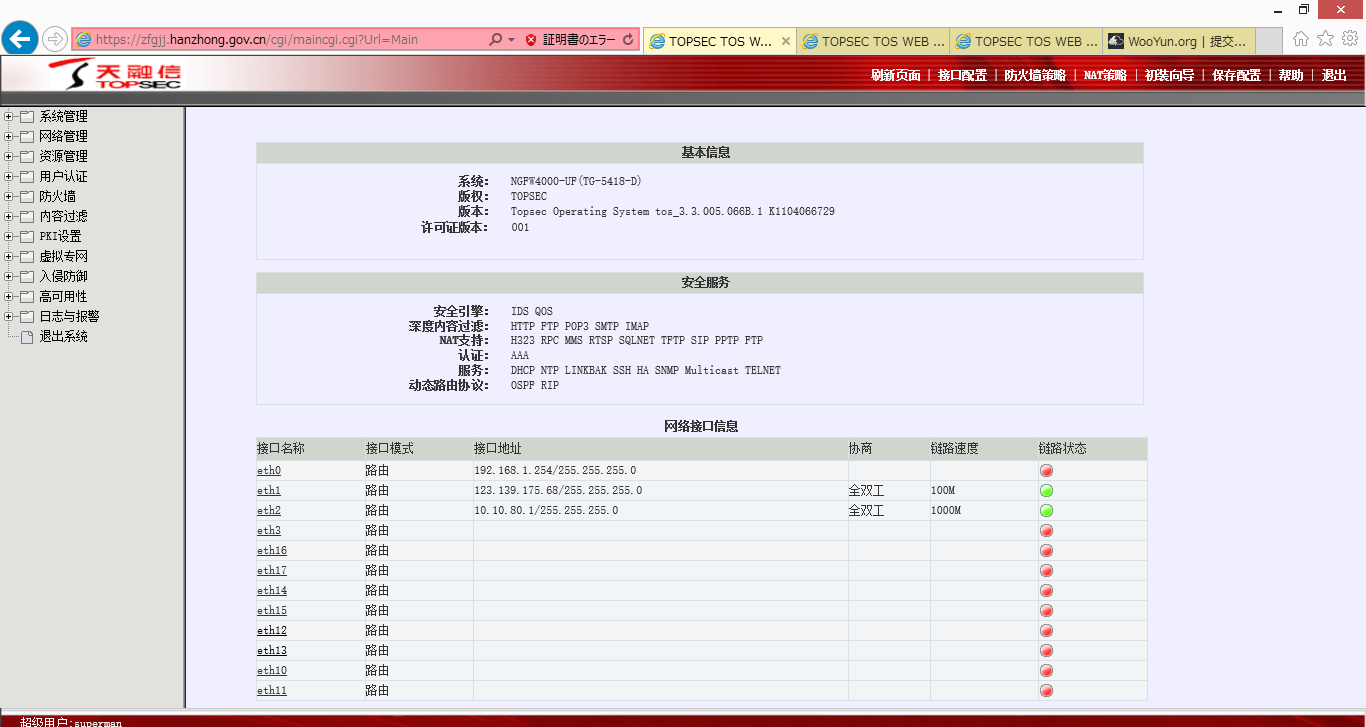 https://zfgjj.hanzhong.gov.cn/cgi/maincgi.cgi?Url=Main
証明書のエラー
TOPSEC TOS W...
TOPSEC TOS WEB ...
TOPSEC TOS WEB ...
WooYun.org | 提交...
天融信
TOPSEC
刷新页面 | 接口配置 | 防火墙策略 | NAT策略 | 初装向导 | 保存配置 | 帮助 | 退出
系统管理
网络管理
资源管理
用户认证
防火墙
内容过滤
PKI设置
虚拟专网
入侵防御
高可用性
日志与报警
退出系统
基本信息
系统: NGFW4000-UF(TG-5418-D)
版权: TOPSEC
版本: Topsec Operating System tos_3.3.005.066B.1 K1104066729
许可证版本: 001
安全服务
安全引擎: IDS QOS
深度内容过滤: HTTP FTP POP3 SMTP IMAP
NAT支持: H323 RPC MMS RTSP SQLNET TFTP SIP PPTP FTP
认证: AAA
服务: DHCP NTP LINKBAK SSH HA SNMP Multicast TELNET
动态路由协议: OSPF RIP
网络接口信息
接口名称 接口模式 接口地址 协商 链路速度 链路状态
eth0 路由 192.168.1.254/255.255.255.0
eth1 路由 123.139.175.68/255.255.255.0 全双工 100M
eth2 路由 10.10.80.1/255.255.255.0 全双工 1000M
eth3 路由
eth16 路由
eth17 路由
eth14 路由
eth15 路由
eth12 路由
eth13 路由
eth10 路由
eth11 路由
超级用户:superman